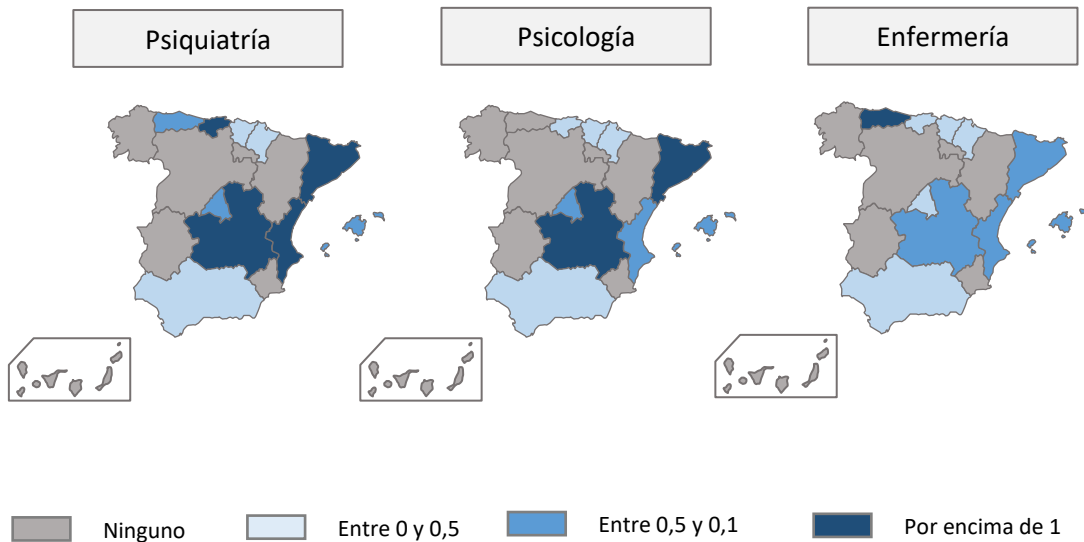 Psiquiatría
Psicología
Enfermería
Ninguno
Entre 0 y 0,5
Entre 0,5 y 0,1
Por encima de 1